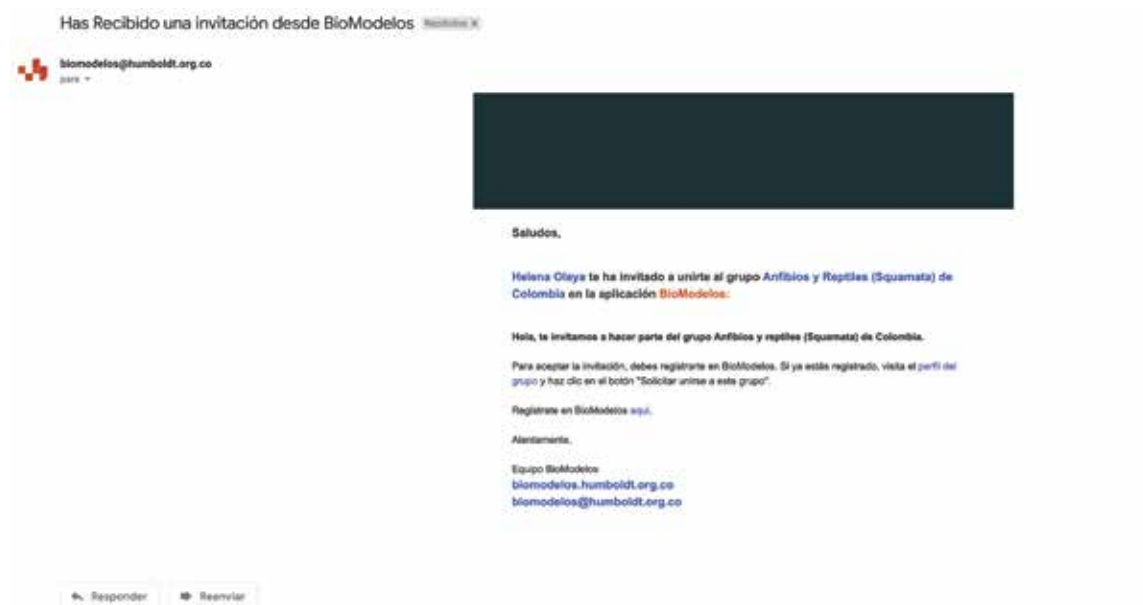 Has Recibido una invitación desde BioModelos Recibidos x
biomodelos@humboldt.org.co
para
Saludos,
Helena Olaya te ha invitado a unirte al grupo Anfibios y Reptiles (Squamata) de
Colombia en la aplicación BioModelos:
Hola, te invitamos a hacer parte del grupo Anfibios y reptiles (Squamata) de Colombia.
Para aceptar la invitación, debes registrarte en BioModelos. Si ya estás registrado, visita el perfil del
grupo y haz clic en el botón "Solicitar unirse a este grupo".
Regístrate en BioModelos aquí.
Atentamente,
Equipo BioModelos
biomodelos.humboldt.org.co
biomodelos@humboldt.org.co
Responder Reenviar